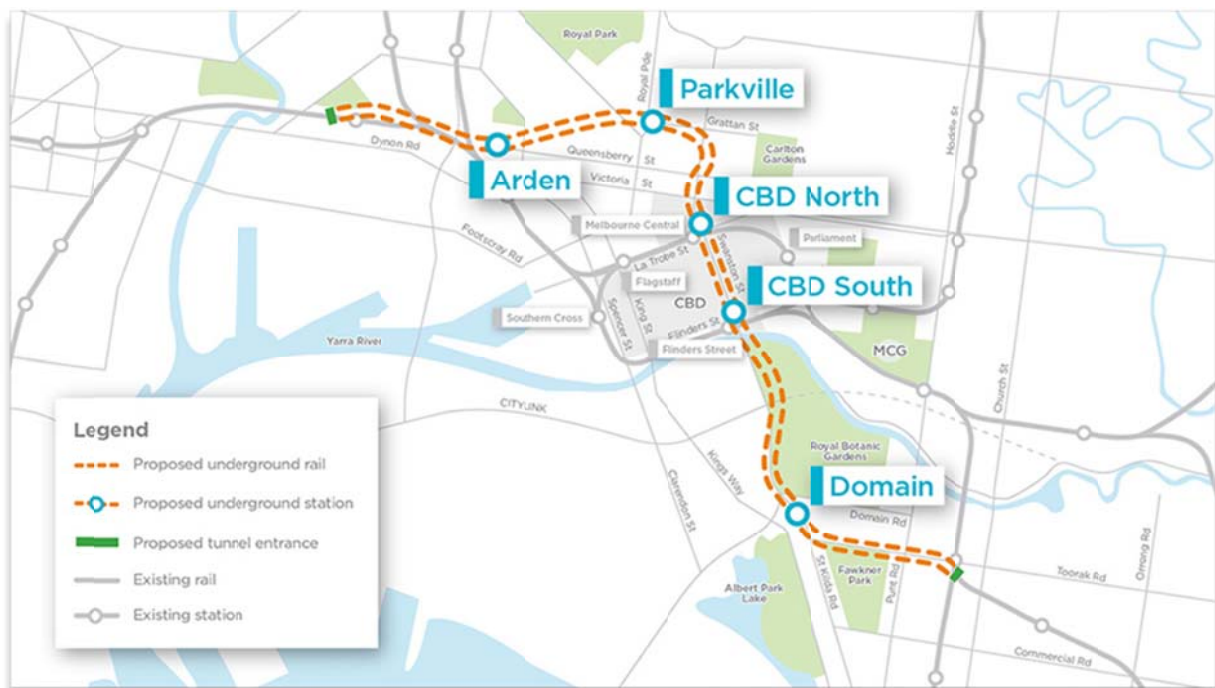 Royal Park
Royal Pde
Parkville
Grattan St
Hoddle St
Dynon Rd
Queensberry St
Carlton
Gardens
Arden
Victoria St
CBD North
Melbourne Central
Swanston St
Parliament
Footscray Rd
La Trobe St
Flagstaff
CBD South
CBD
King St
Spencer St
Southern Cross
Flinders St
Flinders Street
Yarra River
MCG
Church St
CITYLINK
Legend
Proposed underground rail
Proposed underground station
Proposed tunnel entrance
Existing rail
Existing station
Royal Botanic
Gardens
Kings Way
Clarendon St
Domain
Domain Rd
Orrong Rd
Toorak Rd
Punt Rd
St Kilda Rd
Fawkner
Park
Albert Park
Lake
Commercial Rd